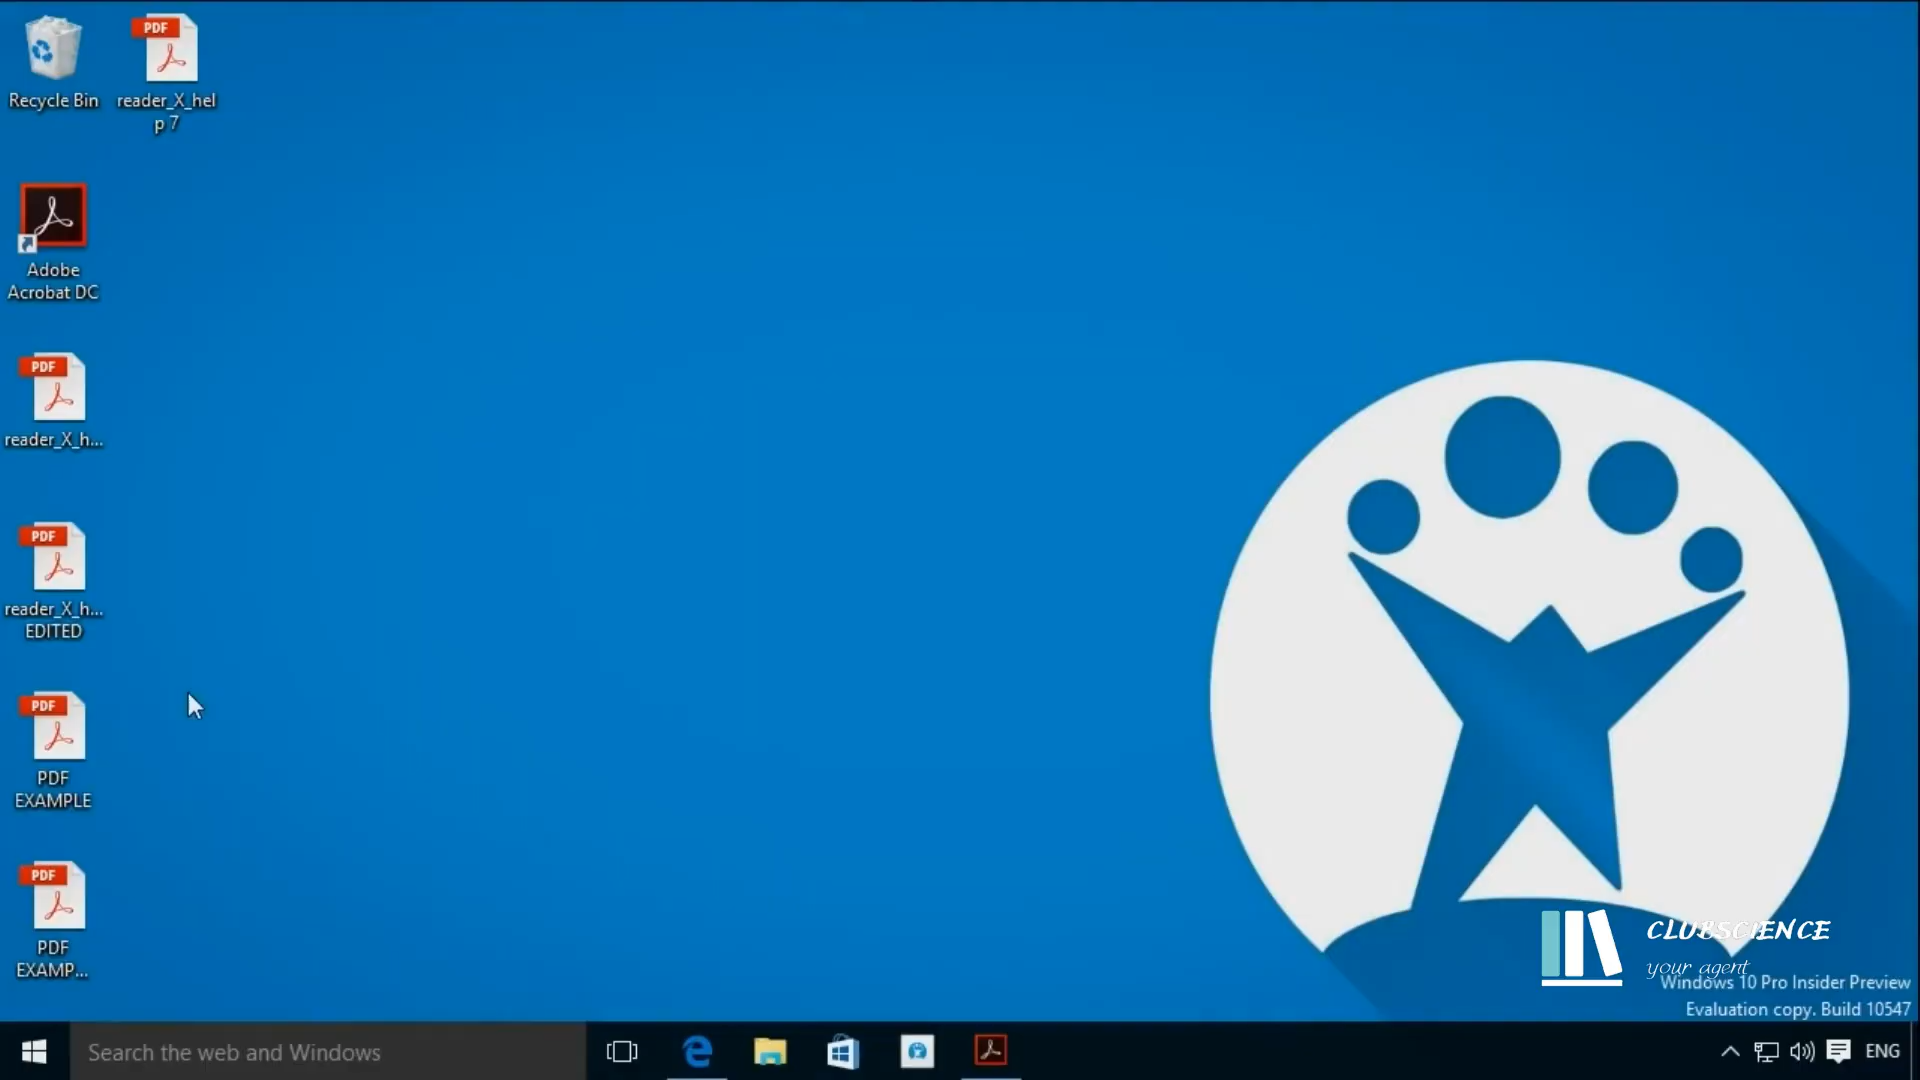 Recycle Bin
PDF
reader_X_hel
p 7
Adobe
Acrobat DC
PDF
reader_X_h...
PDF
reader_X_h...
EDITED
PDF
PDF
EXAMPLE
PDF
PDF
EXAMP...
CLUBSCIENCE
your agent
Windows 10 Pro Insider Preview
Evaluation copy. Build 10547
Search the web and Windows
ENG